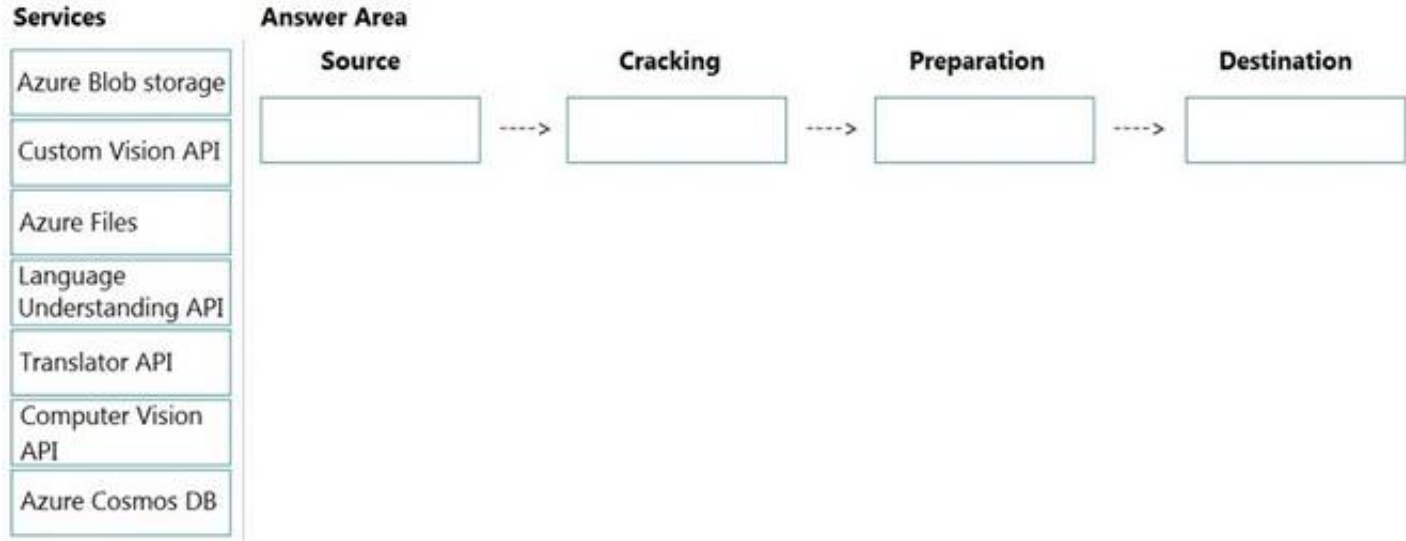 Services
Answer Area
Source
Cracking
Preparation
Destination
Azure Blob storage
---->
---->
---->
Custom Vision API
Azure Files
Language
Understanding API
Translator API
Computer Vision
API
Azure Cosmos DB